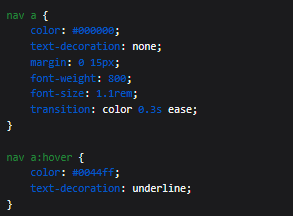 nav a {
    color: #000000;
    text-decoration: none;
    margin: 0 15px;
    font-weight: 800;
    font-size: 1.1rem;
    transition: color 0.3s ease;
}

nav a:hover {
    color: #0044ff;
    text-decoration: underline;
}